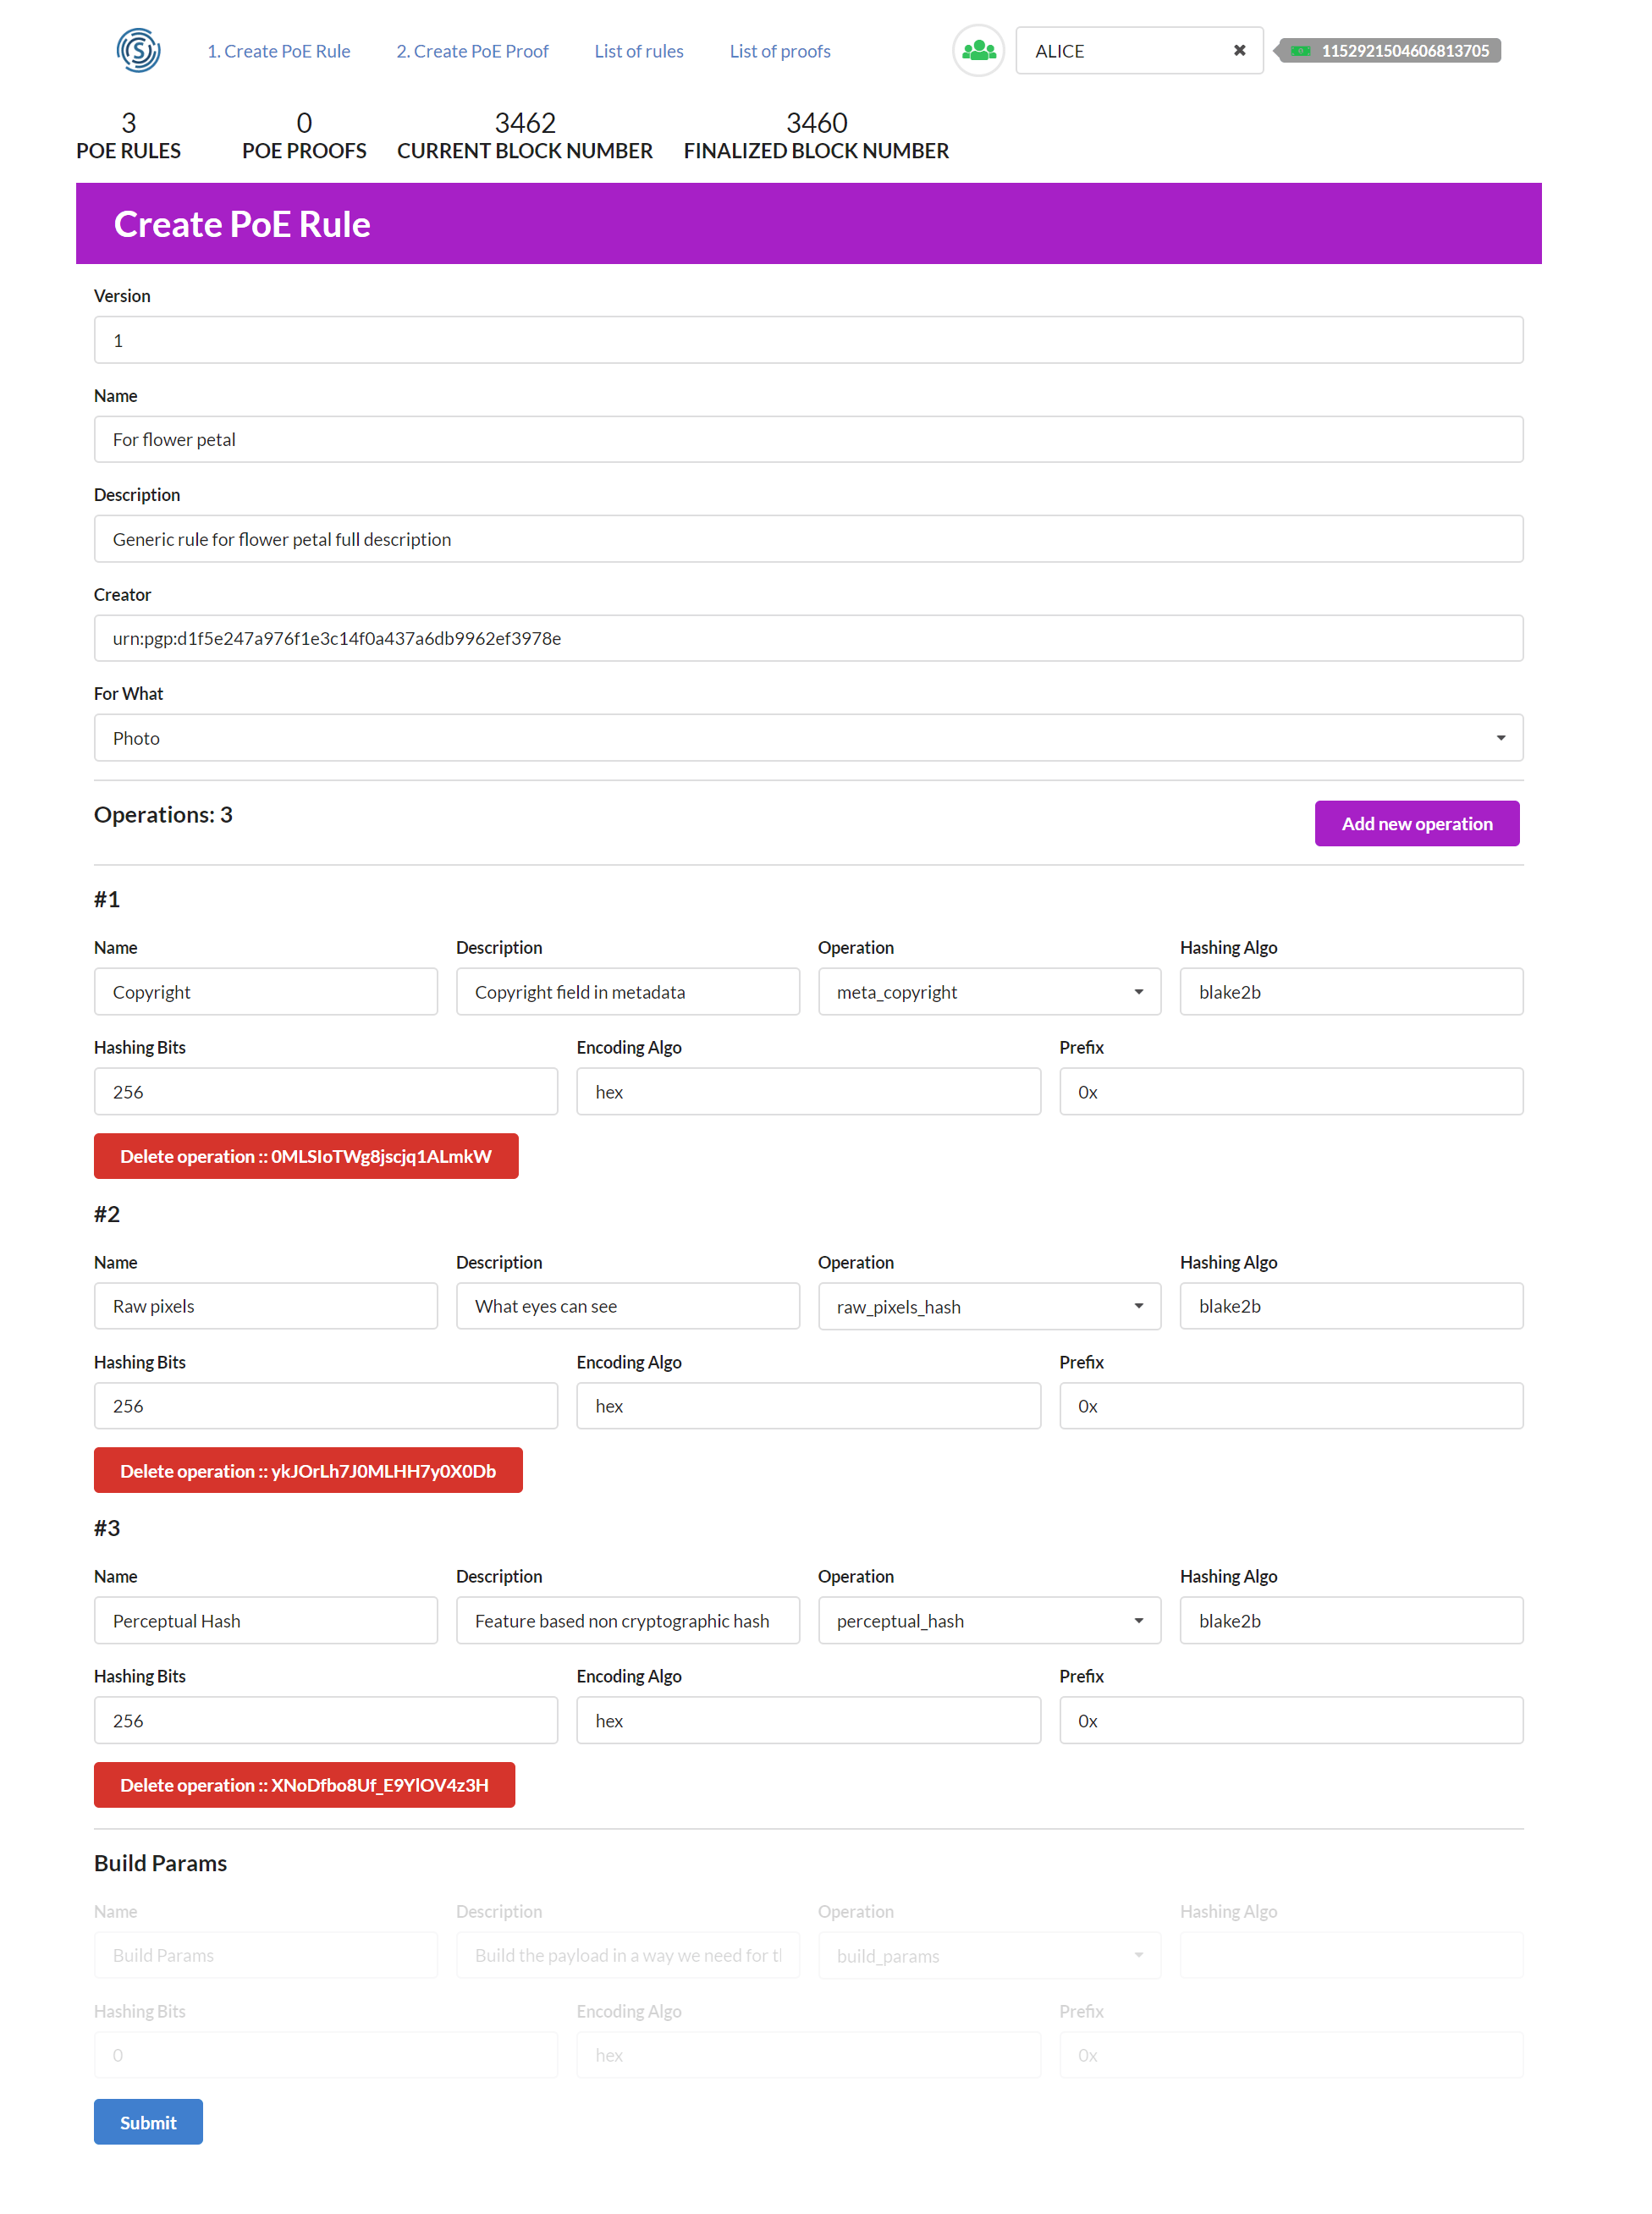 S 1. Create PoE Rule 2. Create PoE Proof List of rules List of proofs ALICE 1152921504606813705
3 0 3462 3460
POE RULES POE PROOFS CURRENT BLOCK NUMBER FINALIZED BLOCK NUMBER
Create PoE Rule
Version
1
Name
For flower petal
Description
Generic rule for flower petal full description
Creator
urn:pgp:d1f5e247a976f1e3c14f0a437a6db9962ef3978e
For What
Photo
Operations: 3 Add new operation
#1
Name Description Operation Hashing Algo
Copyright Copyright field in metadata meta_copyright blake2b
Hashing Bits Encoding Algo Prefix
256 hex 0x
Delete operation :: 0MLSIoTWg8jscjq1ALmkW
#2
Name Description Operation Hashing Algo
Raw pixels What eyes can see raw_pixels_hash blake2b
Hashing Bits Encoding Algo Prefix
256 hex 0x
Delete operation :: ykJOrLh7J0MLHH7y0X0Db
#3
Name Description Operation Hashing Algo
Perceptual Hash Feature based non cryptographic hash perceptual_hash blake2b
Hashing Bits Encoding Algo Prefix
256 hex 0x
Delete operation :: XNoDfbo8Uf_E9YlOV4z3H
Build Params
Name Description Operation Hashing Algo
Build Params Build the payload in a way we need for build_params
Hashing Bits Encoding Algo Prefix
0 hex 0x
Submit